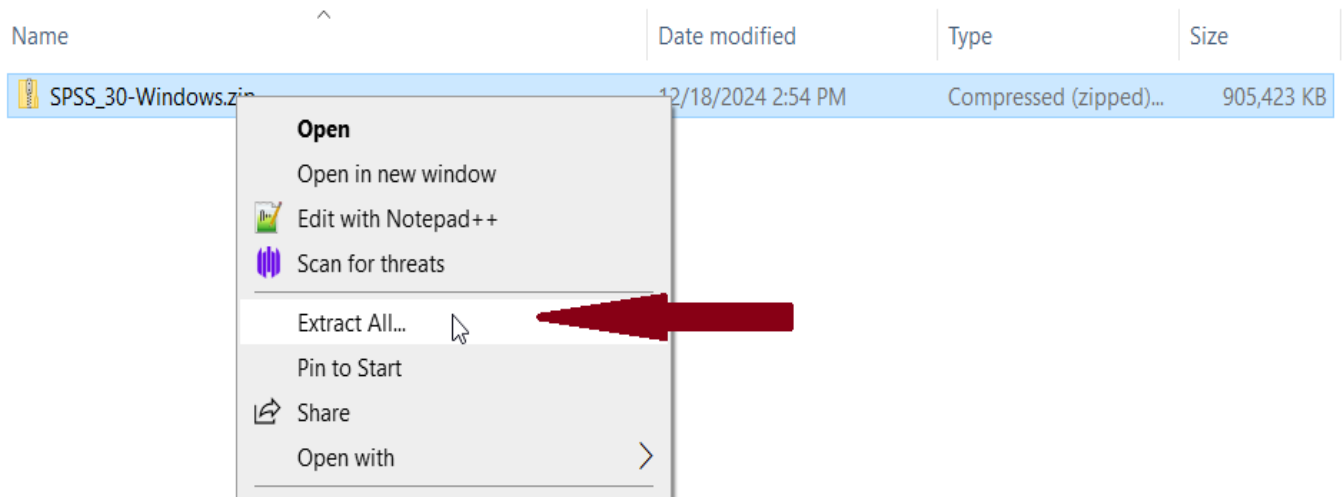 Name Date modified Type Size
SPSS_30-Windows.zip 12/18/2024 2:54 PM Compressed (zipped)... 905,423 KB
Open
Open in new window
Edit with Notepad++
Scan for threats
Extract All...
Pin to Start
Share
Open with